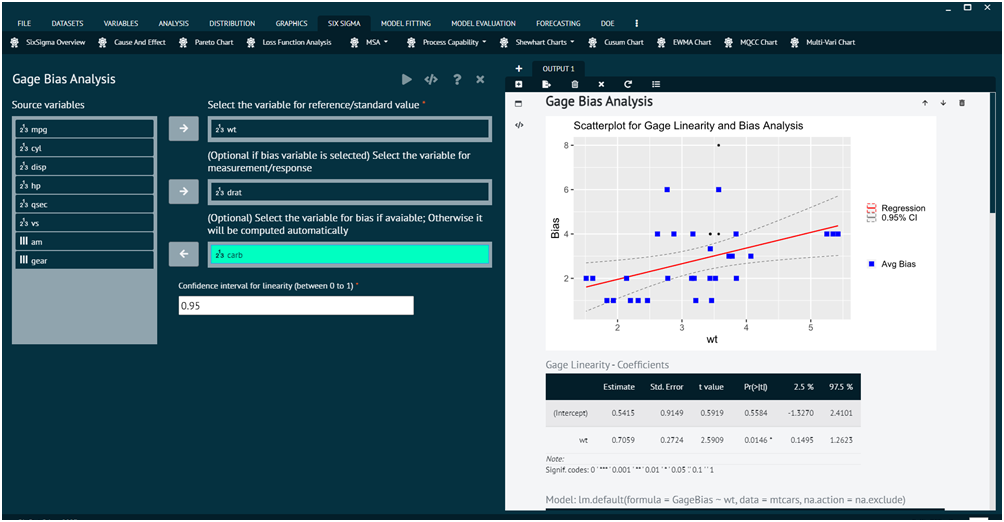 FILE DATASETS VARIABLES ANALYSIS DISTRIBUTION GRAPHICS SIX SIGMA MODEL FITTING MODEL EVALUATION FORECASTING DOE
SixSigma Overview Cause And Effect Pareto Chart Loss Function Analysis MSA Process Capability Shewhart Charts Cusum Chart EWMA Chart MQCC Chart Multi-Vari Chart
Gage Bias Analysis
Source variables
mpg
cyl
disp
hp
qsec
vs
am
gear
Select the variable for reference/standard value *
wt
(Optional if bias variable is selected) Select the variable for
measurement/response
drat
(Optional) Select the variable for bias if avaiable; Otherwise it
will be computed automatically
carb
Confidence interval for linearity (between 0 to 1) *
0.95
OUTPUT 1
Gage Bias Analysis
Scatterplot for Gage Linearity and Bias Analysis
8
6
4
2
Bias
2 3 4 5
wt
Regression
0.95% CI
Avg Bias
Gage Linearity - Coefficients
Estimate Std. Error t value Pr(>|t|) 2.5 % 97.5 %
(Intercept) 0.5415 0.9149 0.5919 0.5584 -1.3270 2.4101
wt 0.7059 0.2724 2.5909 0.0146 * 0.1495 1.2623
Note:
Signif. codes: 0 '***' 0.001 '**' 0.01 '*' 0.05 '.' 0.1 ' ' 1
Model: lm.default(formula = GageBias ~ wt, data = mtcars, na.action = na.exclude)